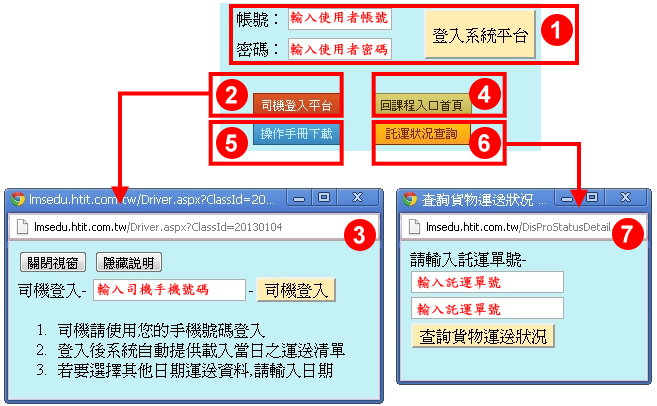 帳號：輸入使用者帳號
密碼：輸入使用者密碼
登入系統平台
1
2
司機登入平台
4
回課程入口首頁
5
操作手冊下載
6
託運狀況查詢
lmsedu.htit.com.tw/Driver.aspx?ClassId=20...
lmsedu.htit.com.tw/Driver.aspx?ClassId=20130104
3
關閉視窗 隱藏說明
司機登入- 輸入司機手機號碼 - 司機登入
1. 司機請使用您的手機號碼登入
2. 登入後系統自動提供載入當日之運送清單
3. 若要選擇其他日期運送資料,請輸入日期
查詢貨物運送狀況 ...
lmsedu.htit.com.tw/DisProStatusDetail
7
請輸入託運單號-
輸入託運單號
輸入託運單號
查詢貨物運送狀況